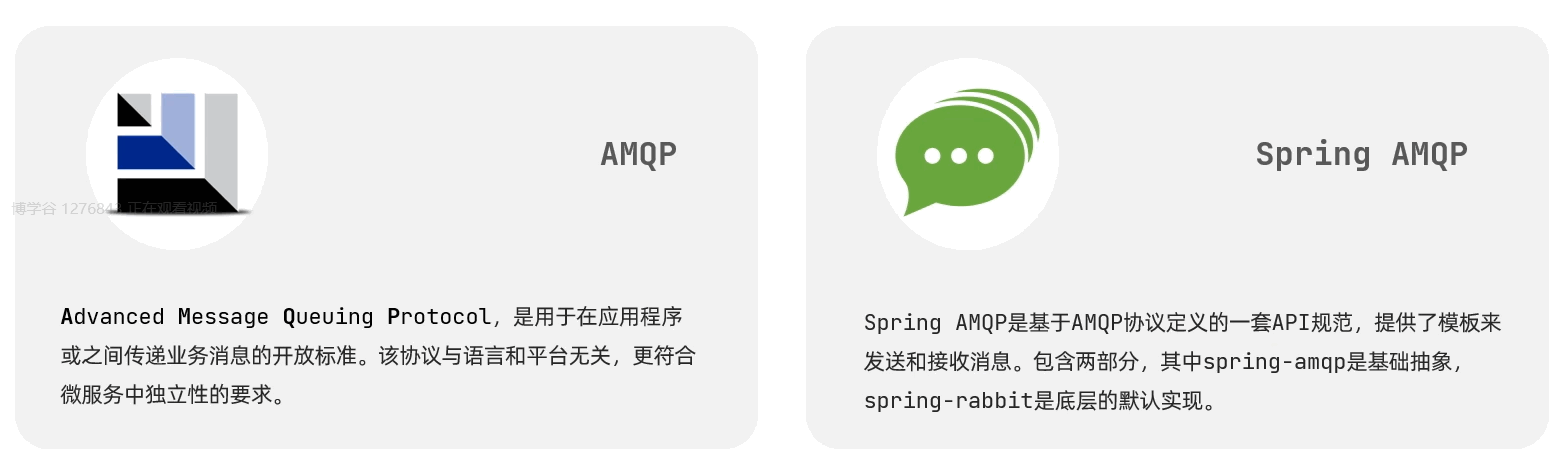 AMQP
博学谷 127684 正在观看视频
Advanced Message Queuing Protocol，是用于在应用程序
或之间传递业务消息的开放标准。该协议与语言和平台无关，更符合
微服务中独立性的要求。
Spring AMQP
Spring AMQP是基于AMQP协议定义的一套API规范，提供了模板来
发送和接收消息。包含两部分，其中spring-amqp是基础抽象，
spring-rabbit是底层的默认实现。